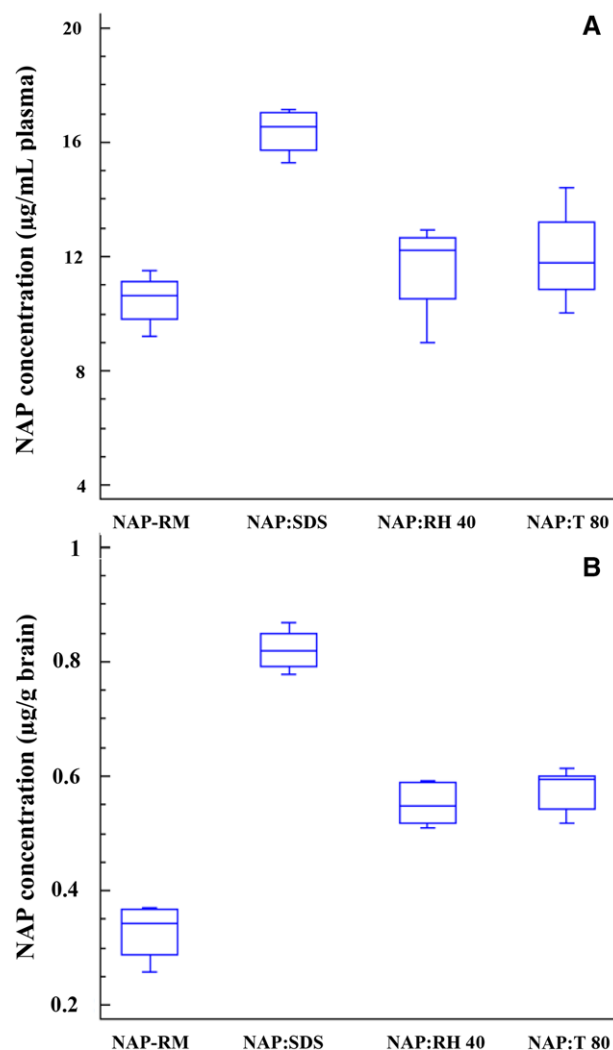 A
NAP concentration (µg/mL plasma)
20
16
12
8
4
NAP-RM NAP:SDS NAP:RH 40 NAP:T 80
B
NAP concentration (µg/g brain)
1
0.8
0.6
0.4
0.2
NAP-RM NAP:SDS NAP:RH 40 NAP:T 80